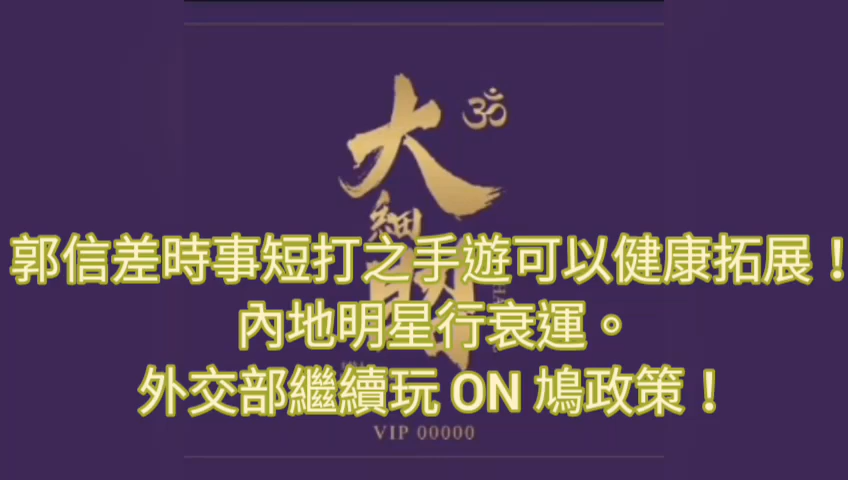 大
ॐ
細
郭信差時事短打之手遊可以健康拓展！
內地明星行衰運。
外交部繼續玩 ON 鳩政策！
VIP 00000